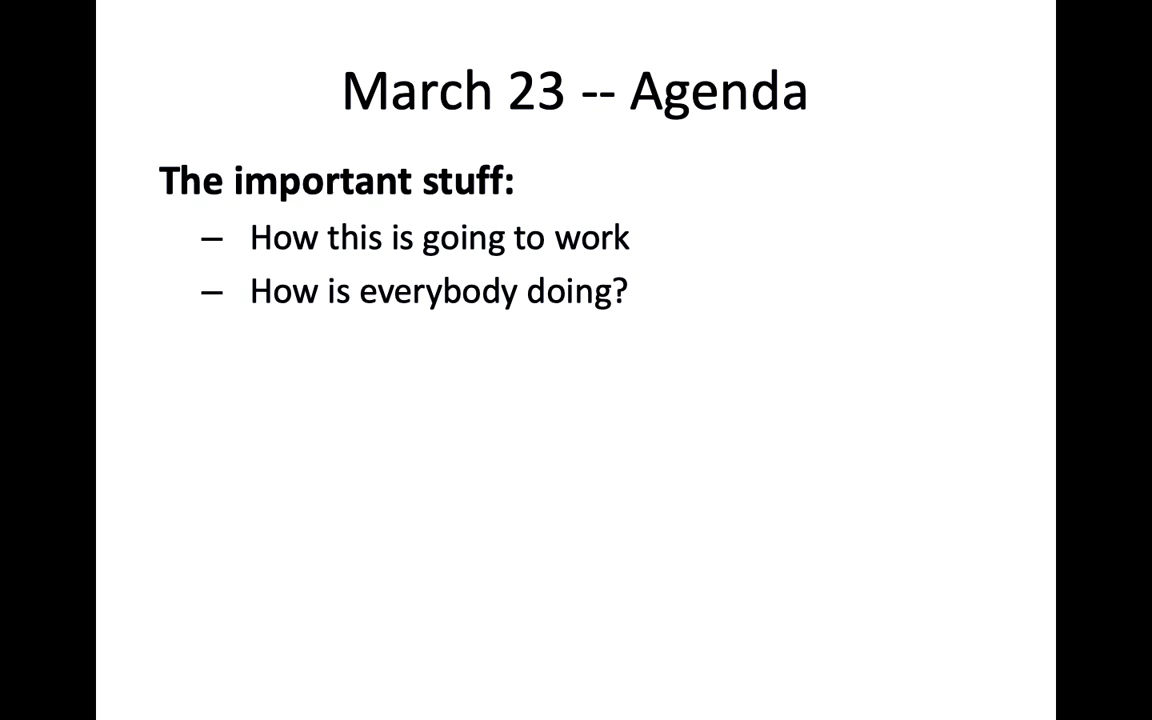 March 23 -- Agenda
The important stuff:
– How this is going to work
– How is everybody doing?